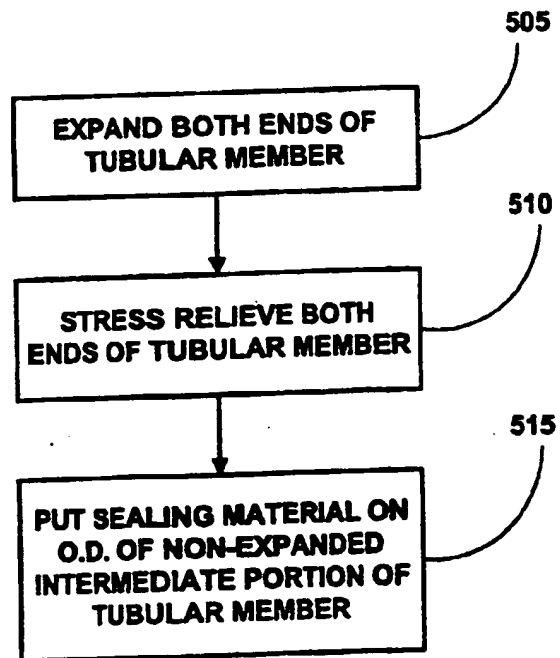 505
EXPAND BOTH ENDS OF
TUBULAR MEMBER
510
STRESS RELIEVE BOTH
ENDS OF TUBULAR MEMBER
515
PUT SEALING MATERIAL ON
O.D. OF NON-EXPANDED
INTERMEDIATE PORTION OF
TUBULAR MEMBER